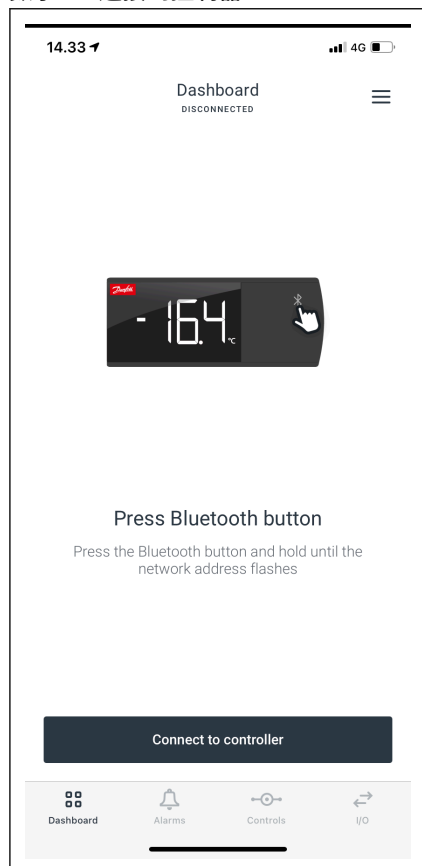 14.33
4G
Dashboard
DISCONNECTED
Danfoss
-16.4 °C
Press Bluetooth button
Press the Bluetooth button and hold until the
network address flashes
Connect to controller
Dashboard Alarms Controls I/O